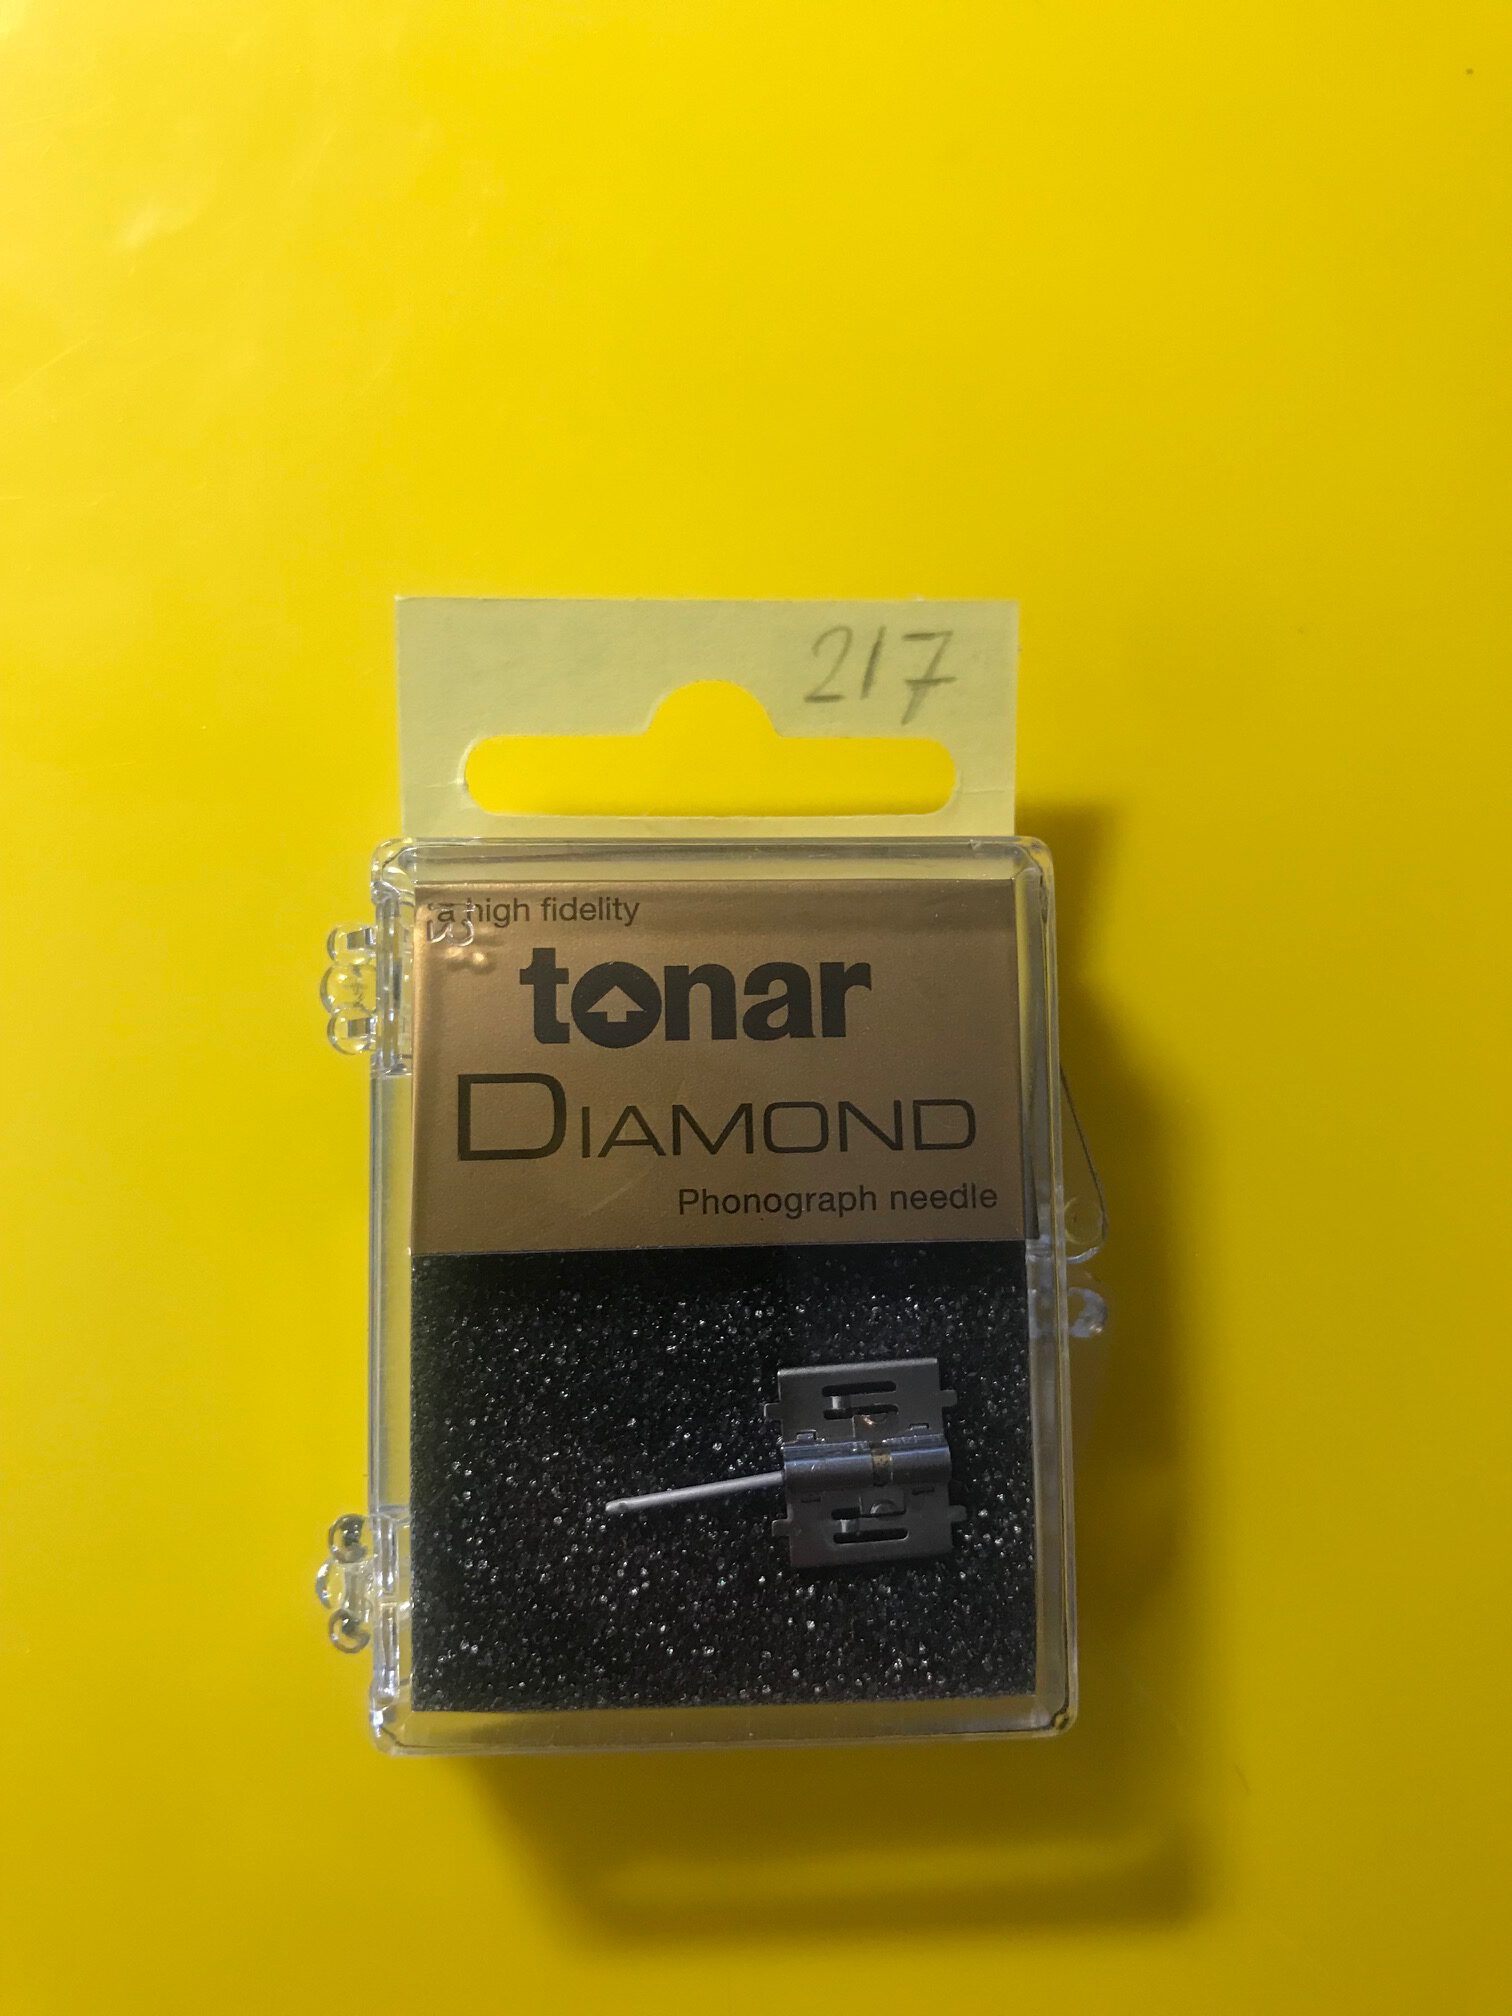 217
a high fidelity
tonar
DIAMOND
Phonograph needle